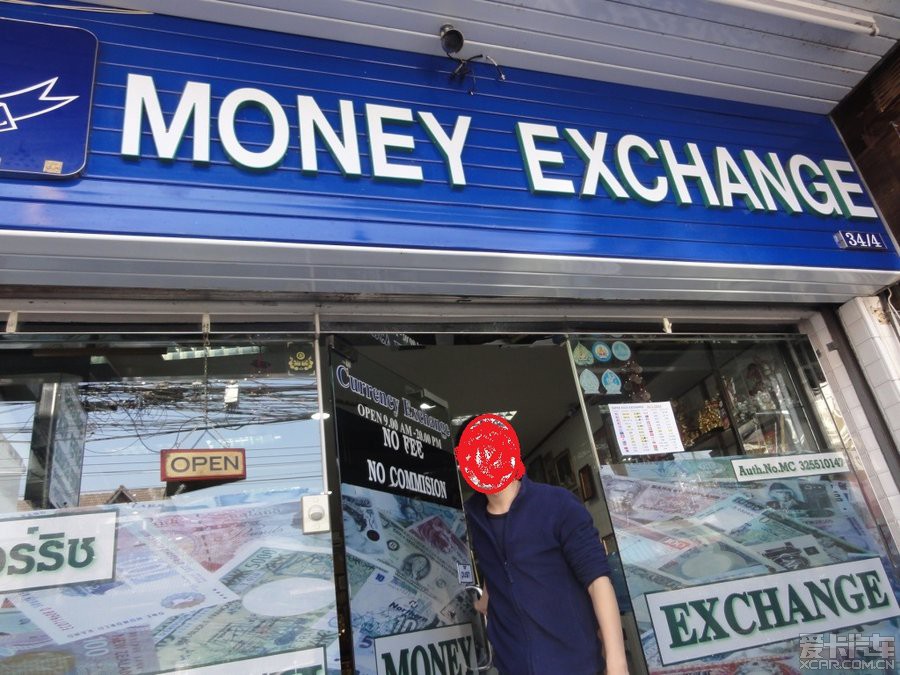 MONEY EXCHANGE
34/4
Currency Exchange
OPEN 9.00 AM - 20.00 PM
NO FEE
NO COMMISION
OPEN
Auth.No.MC 325510147
EXCHANGE
MONEY
爱卡汽车
XCAR.COM.CN